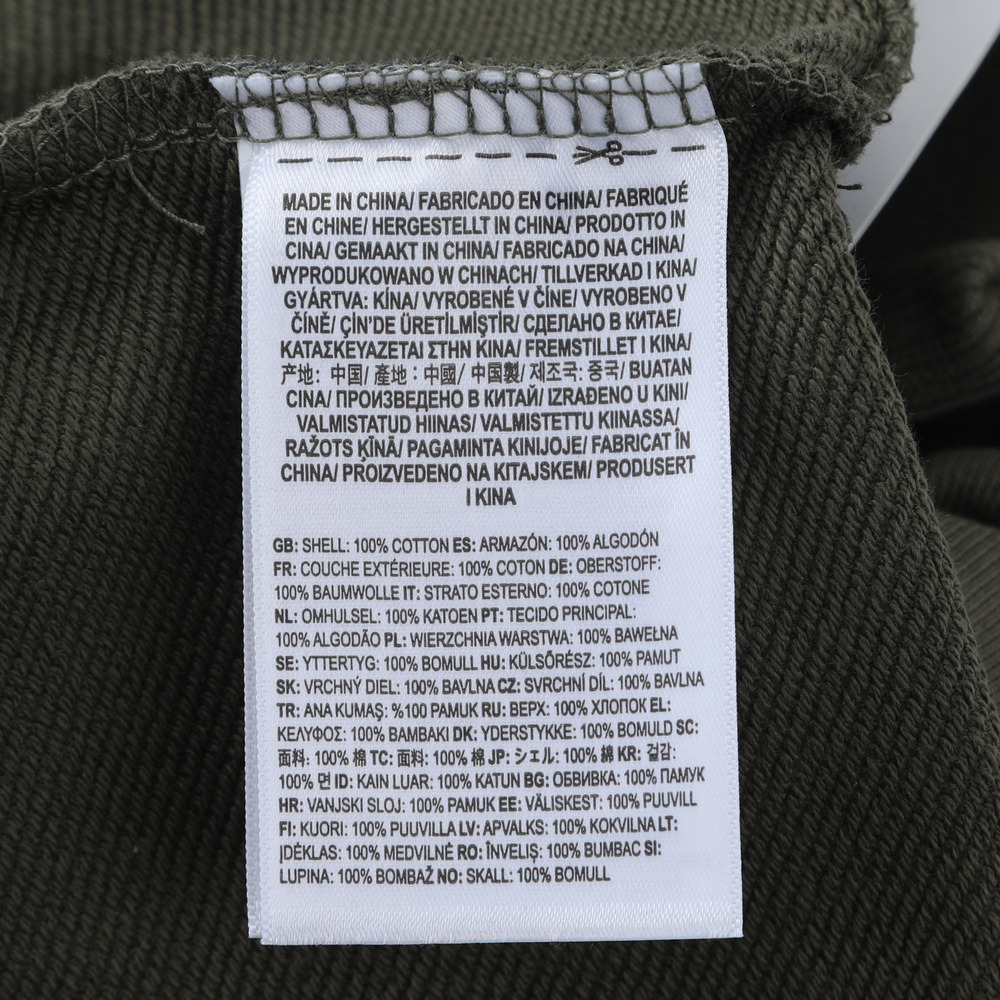 MADE IN CHINA/ FABRICADO EN CHINA/ FABRIQUÉ
EN CHINE/ HERGESTELLT IN CHINA/ PRODOTTO IN
CINA/ GEMAAKT IN CHINA/ FABRICADO NA CHINA/
WYPRODUKOWANO W CHINACH/ TILLVERKAD I KINA/
GYÁRTVA: KÍNA/ VYROBENÉ V ČÍNE/ VYROBENO V
ČÍNĚ/ ÇİN'DE ÜRETİLMİŞTİR/ СДЕЛАНО В КИТАЕ/
ΚΑΤΑΣΚΕΥΑΖΕΤΑΙ ΣΤΗΝ ΚΙΝΑ/ FREMSTILLET I KINA/
产地: 中国/ 產地: 中國/ 中国製/ 제조국: 중국/ BUATAN
CINA/ ПРОИЗВЕДЕНО В КИТАЙ/ IZRAĐENO U KINI/
VALMISTATUD HIINAS/ VALMISTETTU KIINASSA/
RAŽOTS ĶĪNĀ/ PAGAMINTA KINIJOJE/ FABRICAT ÎN
CHINA/ PROIZVEDENO NA KITAJSKEM/ PRODUSERT
I KINA
GB: SHELL: 100% COTTON ES: ARMAZÓN: 100% ALGODÓN
FR: COUCHE EXTÉRIEURE: 100% COTON DE: OBERSTOFF:
100% BAUMWOLLE IT: STRATO ESTERNO: 100% COTONE
NL: OMHULSEL: 100% KATOEN PT: TECIDO PRINCIPAL:
100% ALGODÃO PL: WIERZCHNIA WARSTWA: 100% BAWEŁNA
SE: YTTERTYG: 100% BOMULL HU: KÜLSŐRÉSZ: 100% PAMUT
SK: VRCHNÝ DIEL: 100% BAVLNA CZ: SVRCHNÍ DÍL: 100% BAVLNA
TR: ANA KUMAŞ: %100 PAMUK RU: ВЕРХ: 100% ХЛОПОК EL:
ΚΕΛΥΦΟΣ: 100% ΒΑΜΒΑΚΙ DK: YDERSTYKKE: 100% BOMULD SC:
面料: 100% 棉 TC: 面料: 100% 棉 JP: シェル: 100% 綿 KR: 겉감:
100% 면 ID: KAIN LUAR: 100% KATUN BG: ОБВИВКА: 100% ПАМУК
HR: VANJSKI SLOJ: 100% PAMUK EE: VÄLISKEST: 100% PUUVILL
FI: KUORI: 100% PUUVILLA LV: APVALKS: 100% KOKVILNA LT:
ĮDĖKLAS: 100% MEDVILNĖ RO: ÎNVELIŞ: 100% BUMBAC SI:
LUPINA: 100% BOMBAŽ NO: SKALL: 100% BOMULL